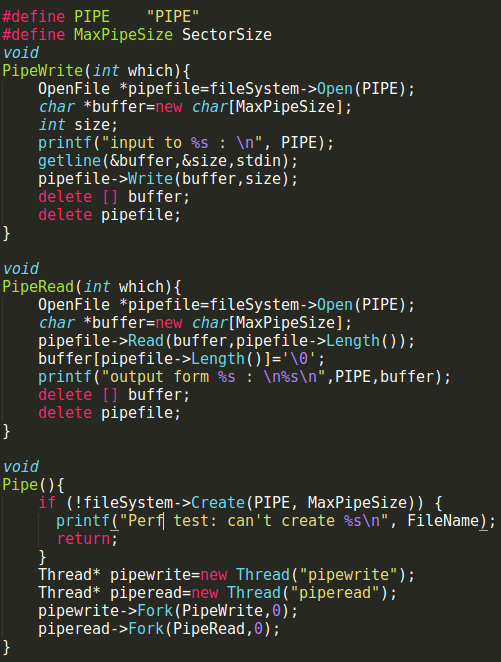 #define PIPE    "PIPE"
#define MaxPipeSize SectorSize
void
PipeWrite(int which){
    OpenFile *pipefile=fileSystem->Open(PIPE);
    char *buffer=new char[MaxPipeSize];
    int size;
    printf("input to %s : \n", PIPE);
    getline(&buffer,&size,stdin);
    pipefile->Write(buffer,size);
    delete [] buffer;
    delete pipefile;
}

void
PipeRead(int which){
    OpenFile *pipefile=fileSystem->Open(PIPE);
    char *buffer=new char[MaxPipeSize];
    pipefile->Read(buffer,pipefile->Length());
    buffer[pipefile->Length()]='\0';
    printf("output form %s : \n%s\n",PIPE,buffer);
    delete [] buffer;
    delete pipefile;
}

void
Pipe(){
    if (!fileSystem->Create(PIPE, MaxPipeSize)) {
      printf("Perf test: can't create %s\n", FileName);
      return;
    }
    Thread* pipewrite=new Thread("pipewrite");
    Thread* piperead=new Thread("piperead");
    pipewrite->Fork(PipeWrite,0);
    piperead->Fork(PipeRead,0);
}